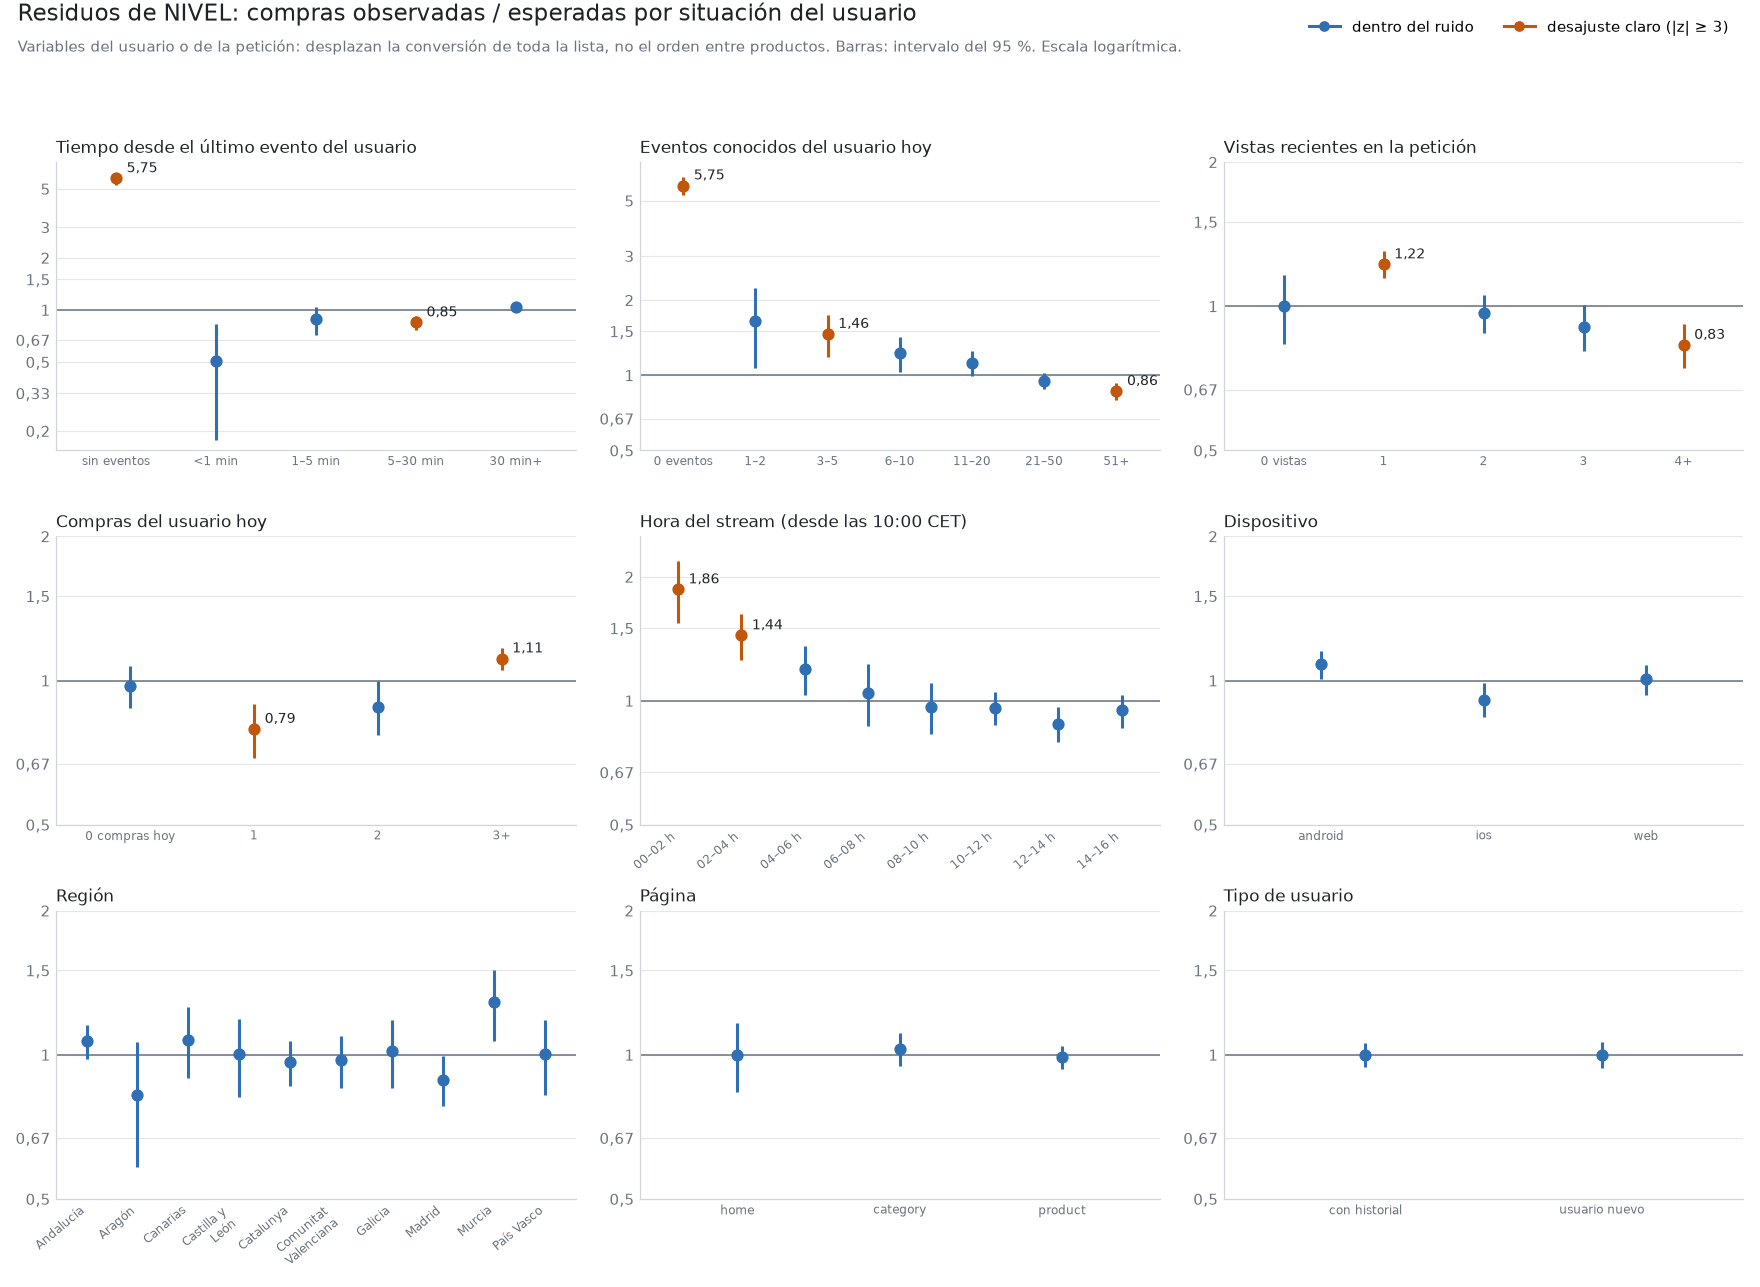 Residuos de NIVEL: compras observadas / esperadas por situación del usuario
Variables del usuario o de la petición: desplazan la conversión de toda la lista, no el orden entre productos. Barras: intervalo del 95 %. Escala logarítmica.
dentro del ruido
desajuste claro (|z| ≥ 3)
Tiempo desde el último evento del usuario
5
3
2
1,5
1
0,67
0,5
0,33
0,2
5,75
0,85
sin eventos
<1 min
1–5 min
5–30 min
30 min+
Eventos conocidos del usuario hoy
5
3
2
1,5
1
0,67
0,5
5,75
1,46
0,86
0 eventos
1–2
3–5
6–10
11–20
21–50
51+
Vistas recientes en la petición
2
1,5
1
0,67
0,5
1,22
0,83
0 vistas
1
2
3
4+
Compras del usuario hoy
2
1,5
1
0,67
0,5
0,79
1,11
0 compras hoy
1
2
3+
Hora del stream (desde las 10:00 CET)
2
1,5
1
0,67
0,5
1,86
1,44
00–02 h
02–04 h
04–06 h
06–08 h
08–10 h
10–12 h
12–14 h
14–16 h
Dispositivo
2
1,5
1
0,67
0,5
android
ios
web
Región
2
1,5
1
0,67
0,5
Andalucía
Aragón
Canarias
Castilla y
León
Catalunya
Comunitat
Valenciana
Galicia
Madrid
Murcia
País Vasco
Página
2
1,5
1
0,67
0,5
home
category
product
Tipo de usuario
2
1,5
1
0,67
0,5
con historial
usuario nuevo